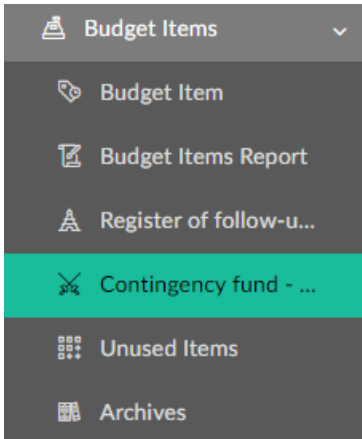 Budget Items
Budget Item
Budget Items Report
Register of follow-u...
Contingency fund - ...
Unused Items
Archives